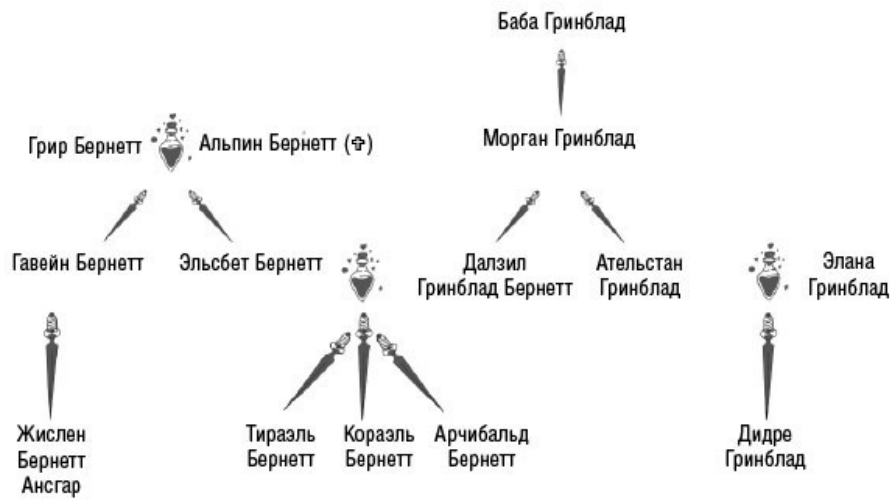 Баба Гринблад
Грир Бернетт Альпин Бернетт (✞) Морган Гринблад
Гавейн Бернетт Эльсбет Бернетт Далзил Ательстан Элана
Гринблад Бернетт Гринблад Гринблад
Жислен Тираэль Кораэль Арчибальд Дидре
Бернетт Бернетт Бернетт Бернетт Гринблад
Ансгар